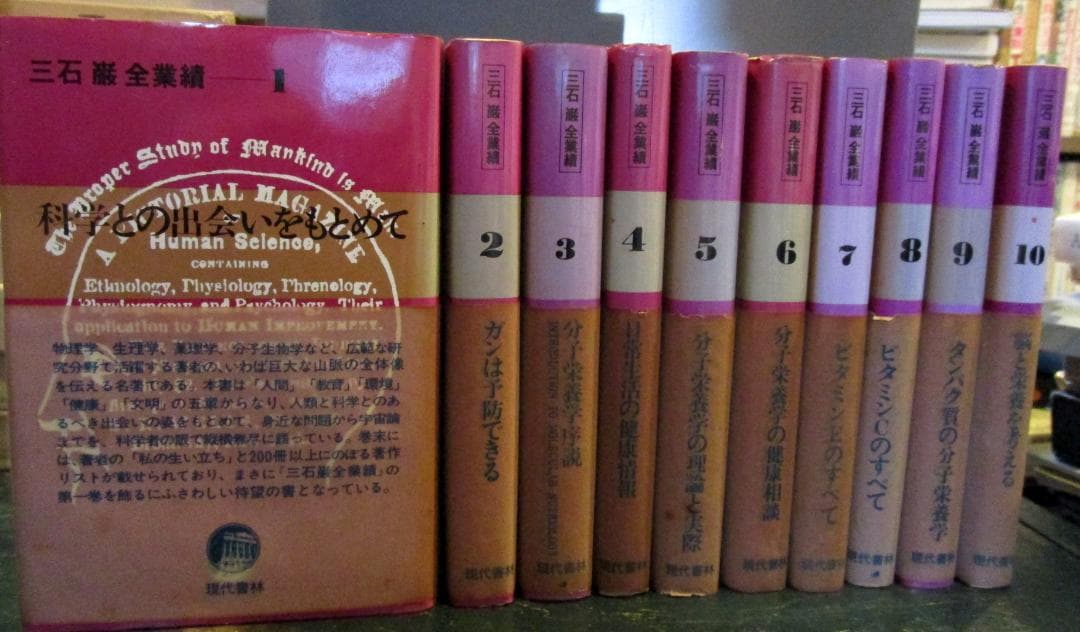 三石 巌 全業績 1
The Proper Study of Mankind is M
A PICTORIAL MAGAZINE
科学との出会いをもとめて
Human Science,
CONTAINING
Ethnology, Physiology, Phrenology,
Physiognomy and Psychology, Their
application to HUMAN IMPROVEMENT.
物理学、生理学、薬理学、分子生物学など、広範な研
究分野で活躍する著者の、いわば巨大な山脈の全体像
を伝える名著である。本書は「人間」「教育」「環境」
「健康」「文明」の五章からなり、人類と科学とのあ
るべき出会いの姿をもとめて、身近な問題から宇宙論
までを、科学者の眼で縦横無尽に語っている。巻末に
は、著者の「私の生い立ち」と200冊以上にのぼる著作
リストが載せられており、まさに「三石巌全業績」の
第一巻を飾るにふさわしい待望の書となっている。
現代書林
三石 巌 全業績
2
ガンは予防できる
現代書林
三石 巌 全業績
3
分子栄養学序説
現代書林
三石 巌 全業績
4
日常生活の健康情報
現代書林
三石 巌 全業績
5
分子栄養学の理論と実際
現代書林
三石 巌 全業績
6
分子栄養学の健康相談
現代書林
三石 巌 全業績
7
ビタミンEのすべて
現代書林
三石 巌 全業績
8
ビタミンCのすべて
現代書林
三石 巌 全業績
9
タンパク質の分子栄養学
現代書林
三石 巌 全業績
10
脳と栄養を考える
現代書林